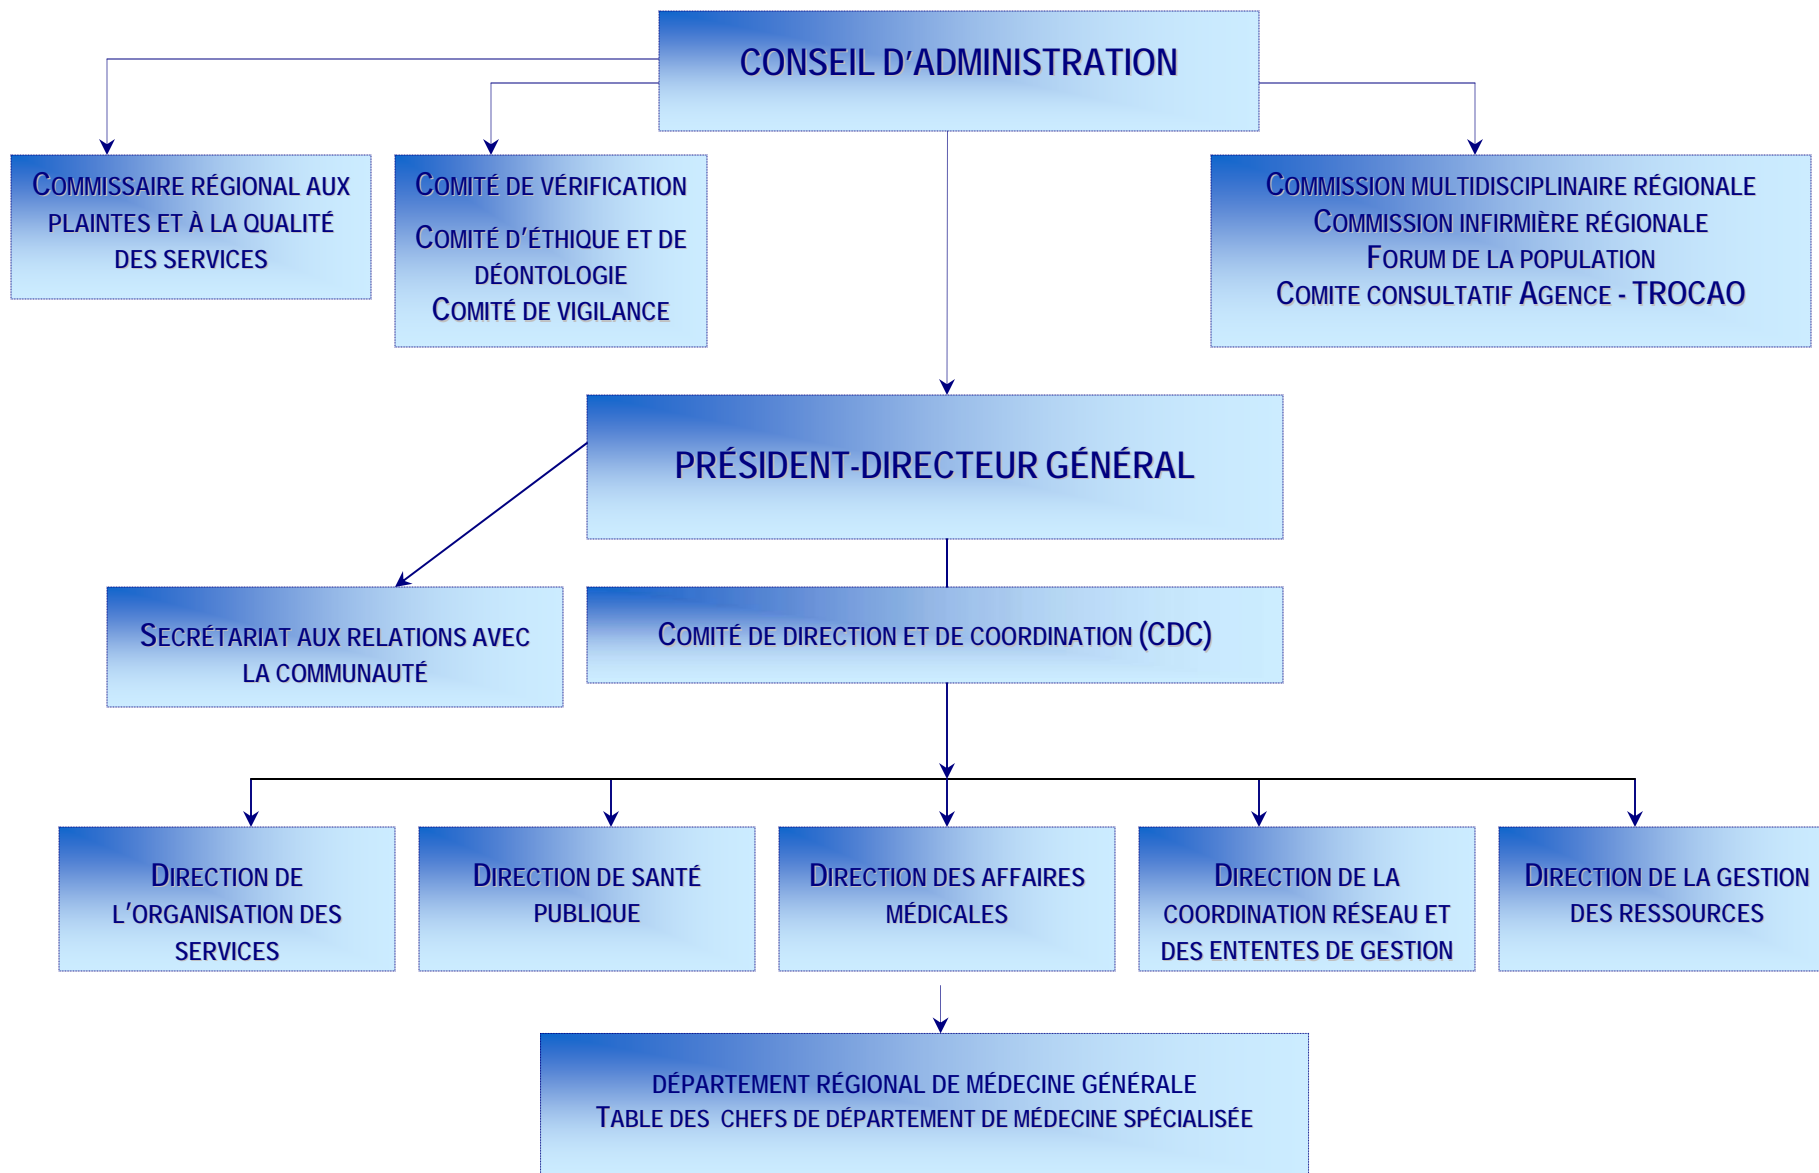 CONSEIL D'ADMINISTRATION
COMMISSAIRE RÉGIONAL AUX
PLAINTES ET À LA QUALITÉ
DES SERVICES
COMITÉ DE VÉRIFICATION
COMITÉ D'ÉTHIQUE ET DE
DÉONTOLOGIE
COMITÉ DE VIGILANCE
COMMISSION MULTIDISCIPLINAIRE RÉGIONALE
COMMISSION INFIRMIÈRE RÉGIONALE
FORUM DE LA POPULATION
COMITE CONSULTATIF AGENCE - TROCAO
PRÉSIDENT-DIRECTEUR GÉNÉRAL
SECRÉTARIAT AUX RELATIONS AVEC
LA COMMUNAUTÉ
COMITÉ DE DIRECTION ET DE COORDINATION (CDC)
DIRECTION DE
L'ORGANISATION DES
SERVICES
DIRECTION DE SANTÉ
PUBLIQUE
DIRECTION DES AFFAIRES
MÉDICALES
DIRECTION DE LA
COORDINATION RÉSEAU ET
DES ENTENTES DE GESTION
DIRECTION DE LA GESTION
DES RESSOURCES
DÉPARTEMENT RÉGIONAL DE MÉDECINE GÉNÉRALE
TABLE DES CHEFS DE DÉPARTEMENT DE MÉDECINE SPÉCIALISÉE